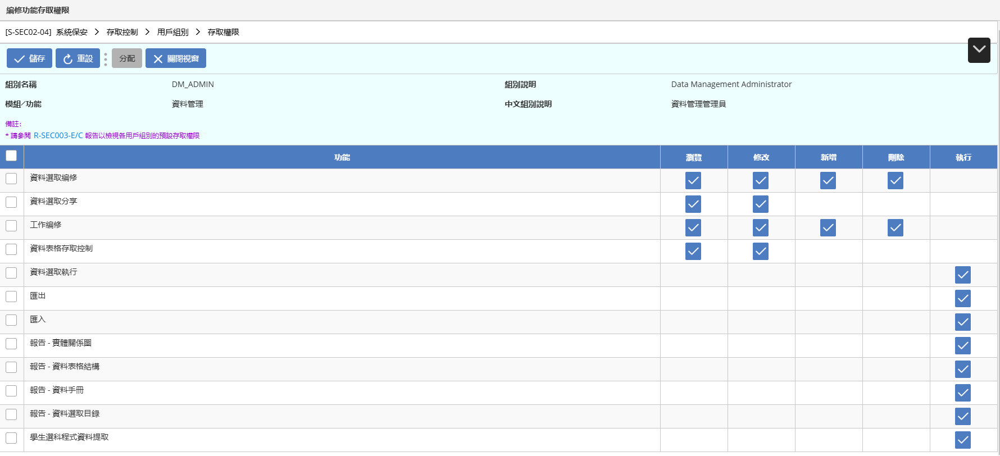 編修功能存取權限
[S-SEC02-04] 系統保安 > 存取控制 > 用戶組別 > 存取權限
儲存 重設 分配 關閉視窗
組別名稱 DM_ADMIN 組別說明 Data Management Administrator
模組/功能 資料管理 中文組別說明 資料管理管理員
備註:
* 請參閱 R-SEC003-E/C 報告以檢視各用戶組別的預設存取權限
功能 瀏覽 修改 新增 刪除 執行
資料選取編修
資料選取分享
工作編修
資料表格存取控制
資料選取執行
匯出
匯入
報告 - 實體關係圖
報告 - 資料表格結構
報告 - 資料手冊
報告 - 資料選取目錄
學生選科程式資料提取